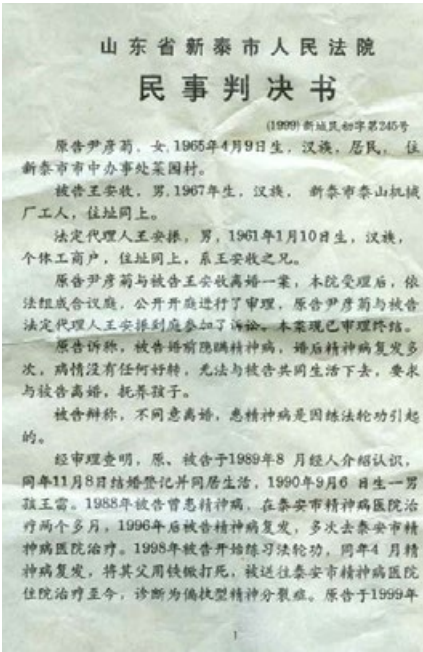 山东省新泰市人民法院
民事判决书
(1999)新城民初字第245号
原告尹彦菊，女，1965年4月9日生，汉族，居民，住
新泰市市中办事处菜园村。
被告王安收，男，1967年生，汉族，新泰市泰山机械
厂工人，住址同上。
法定代理人王安振，男，1961年1月10日生，汉族，
个体工商户，住址同上，系王安收之兄。
原告尹彦菊与被告王安收离婚一案，本院受理后，依
法组成合议庭，公开开庭进行了审理，原告尹彦菊与被告
法定代理人王安振到庭参加了诉讼。本案现已审理终结。
原告诉称，被告婚前隐瞒精神病，婚后精神病复发多
次，病情没有任何好转，无法与被告共同生活下去，要求
与被告离婚，抚养孩子。
被告辩称，不同意离婚，患精神病是因练法轮功引起
的。
经审理查明，原、被告于1989年8月经人介绍认识，
同年11月8日结婚登记并同居生活，1990年9月6日生一男
孩王雷。1988年被告曾患精神病，在泰安市精神病医院治
疗两个多月，1996年后被告精神病复发，多次去泰安市精
神病医院治疗。1998年被告开始练习法轮功，同年4月精
神病复发，将其父用铁锨打死，被送往泰安市精神病医院
住院治疗至今，诊断为偏执型精神分裂症。原告于1999年
1